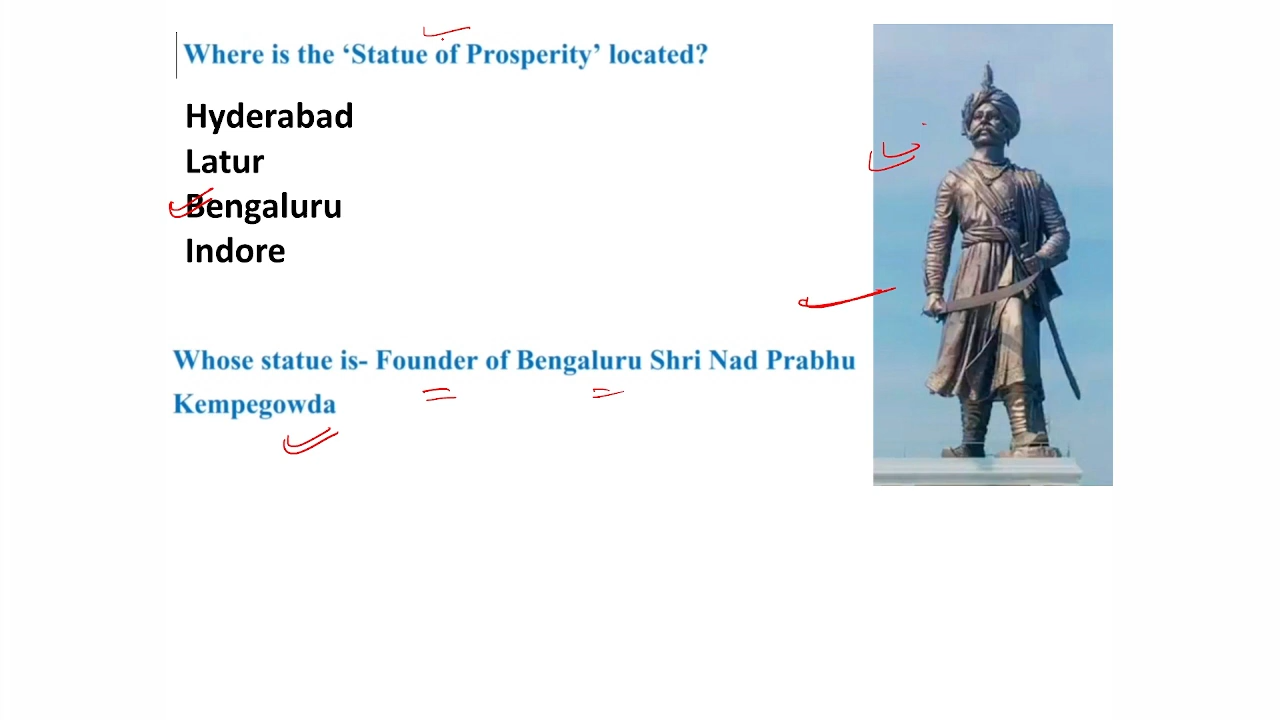 Where is the ‘Statue of Prosperity’ located?
Hyderabad
Latur
Bengaluru
Indore
Whose statue is- Founder of Bengaluru Shri Nad Prabhu
Kempegowda